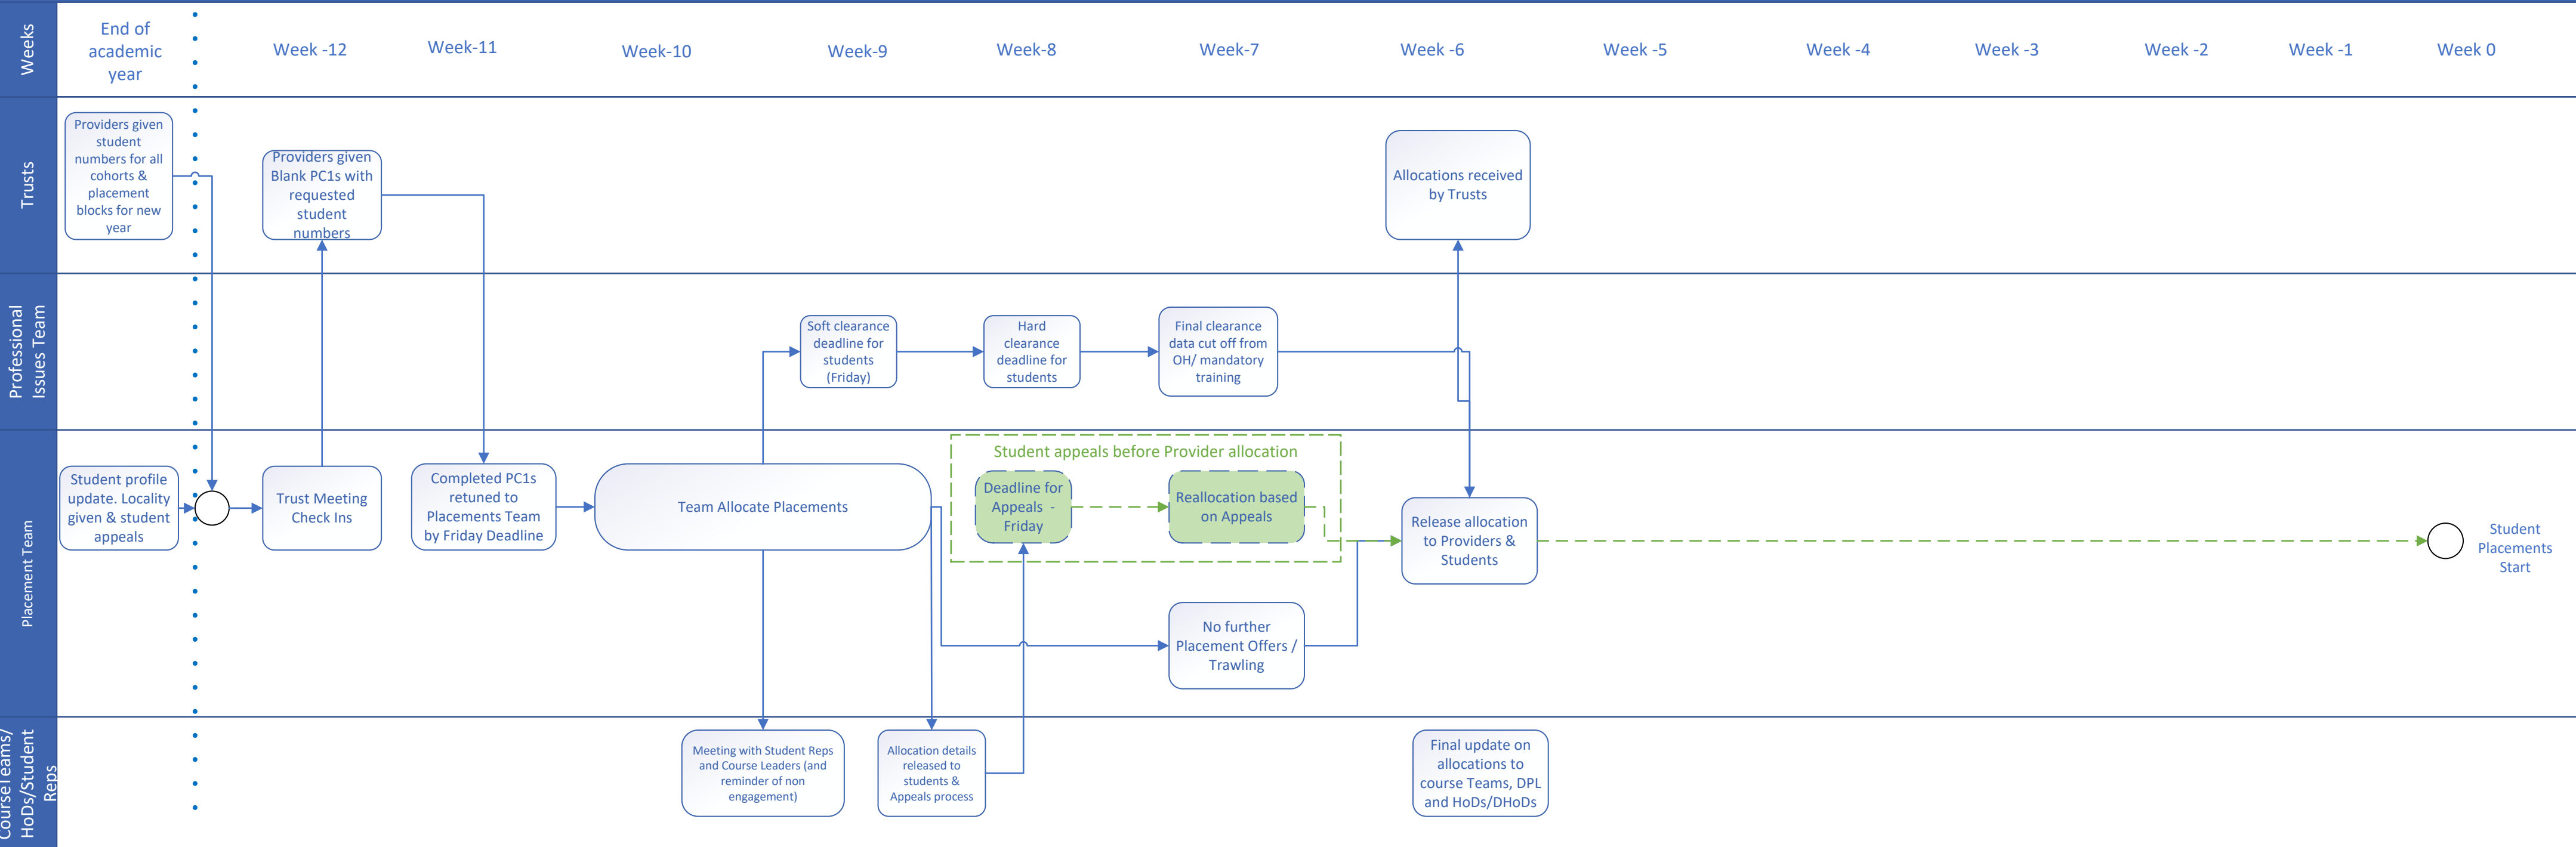 Weeks
End of
academic
year
Week -12
Week-11
Week-10
Week-9
Week-8
Week-7
Week -6
Week -5
Week -4
Week -3
Week -2
Week -1
Week 0
Trusts
Providers given
student
numbers for all
cohorts &
placement
blocks for new
year
Providers given
Blank PC1s with
requested
student
numbers
Allocations received
by Trusts
Professional
Issues Team
Soft clearance
deadline for
students
(Friday)
Hard
clearance
deadline for
students
Final clearance
data cut off from
OH/ mandatory
training
Placement Team
Student profile
update. Locality
given & student
appeals
Trust Meeting
Check Ins
Completed PC1s
retuned to
Placements Team
by Friday Deadline
Team Allocate Placements
Student appeals before Provider allocation
Deadline for
Appeals -
Friday
Reallocation based
on Appeals
Release allocation
to Providers &
Students
Student
Placements
Start
No further
Placement Offers /
Trawling
CourseTeams/
HoDs/Student
Reps
Meeting with Student Reps
and Course Leaders (and
reminder of non
engagement)
Allocation details
released to
students &
Appeals process
Final update on
allocations to
course Teams, DPL
and HoDs/DHoDs